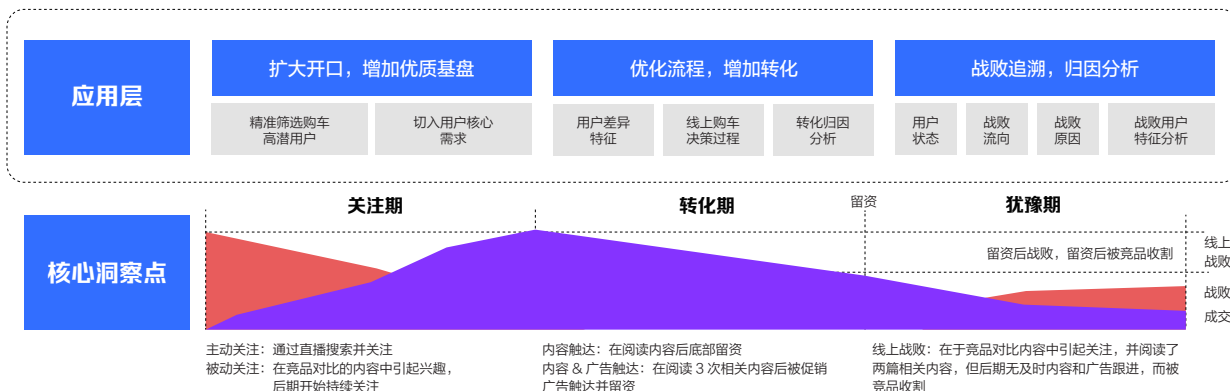 应用层
扩大开口，增加优质基盘
精准筛选购车
高潜用户
切入用户核心
需求
优化流程，增加转化
用户差异
特征
线上购车
决策过程
转化归因
分析
战败追溯，归因分析
用户
状态
战败
流向
战败
原因
战败用户
特征分析
核心洞察点
关注期
转化期
留资
犹豫期
留资后战败，留资后被竞品收割
线上
战败
战败
成交
主动关注：通过直播搜索并关注
被动关注：在竞品对比的内容中引起兴趣，
后期开始持续关注
内容触达：在阅读内容后底部留资
内容 & 广告触达：在阅读 3 次相关内容后被促销
广告触达并留资
线上战败：在于竞品对比内容中引起关注，并阅读了
两篇相关内容，但后期无及时内容和广告跟进，而被
竞品收割